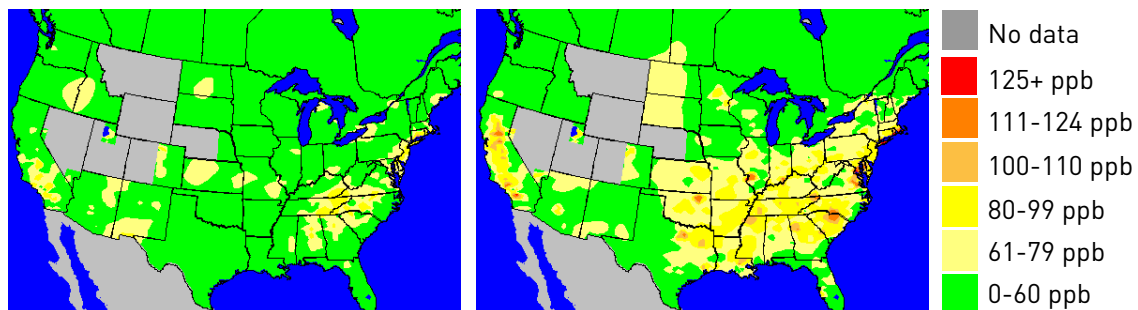 No data
125+ ppb
111-124 ppb
100-110 ppb
80-99 ppb
61-79 ppb
0-60 ppb